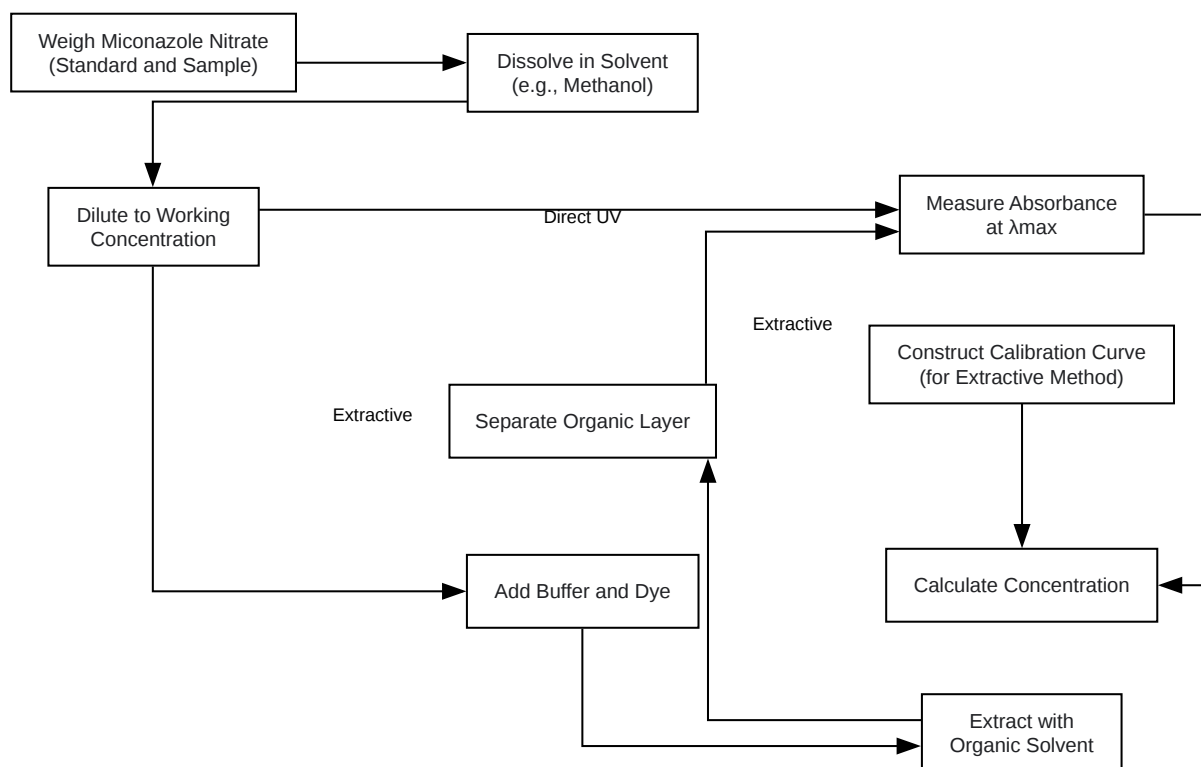 Weigh Miconazole Nitrate
(Standard and Sample)
Dissolve in Solvent
(e.g., Methanol)
Dilute to Working
Concentration
Direct UV
Measure Absorbance
at λmax
Extractive
Construct Calibration Curve
(for Extractive Method)
Extractive
Separate Organic Layer
Add Buffer and Dye
Calculate Concentration
Extract with
Organic Solvent